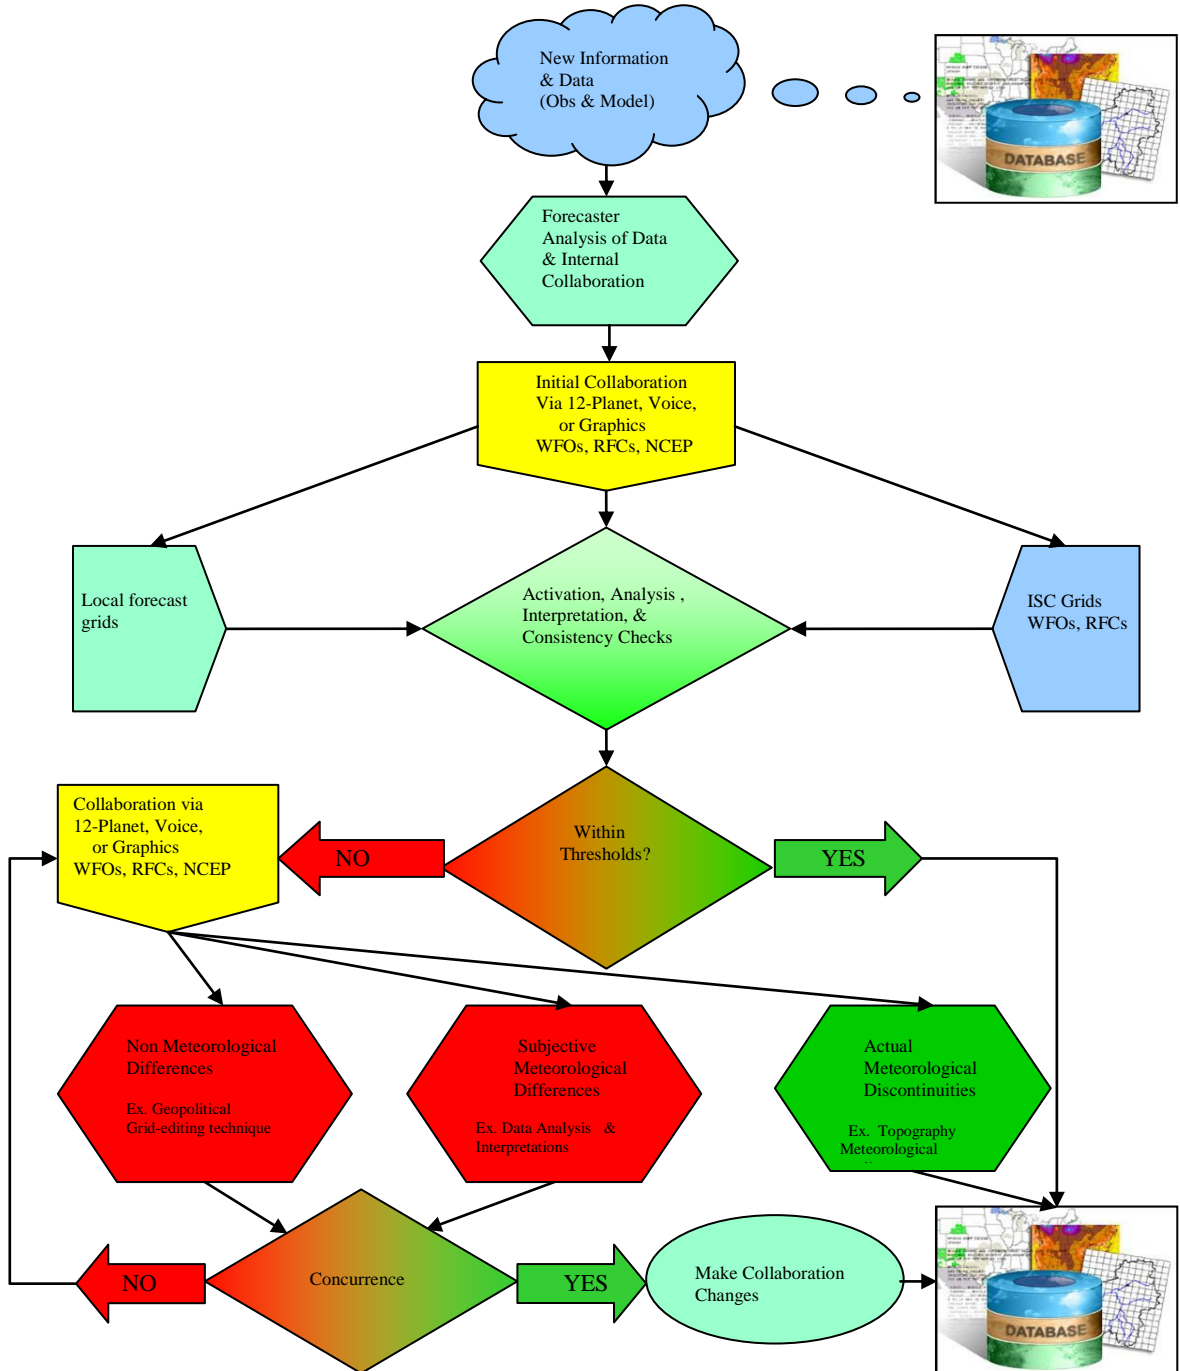 New Information
& Data
(Obs & Model)
DATABASE
Forecaster
Analysis of Data
& Internal
Collaboration
Initial Collaboration
Via 12-Planet, Voice,
or Graphics
WFOs, RFCs, NCEP
Local forecast
grids
Activation, Analysis ,
Interpretation, &
Consistency Checks
ISC Grids
WFOs, RFCs
Collaboration via
12-Planet, Voice,
or Graphics
WFOs, RFCs, NCEP
NO
Within
Thresholds?
YES
Non Meteorological
Differences
Ex. Geopolitical
Grid-editing technique
Subjective
Meteorological
Differences
Ex. Data Analysis &
Interpretations
Actual
Meteorological
Discontinuities
Ex. Topography
Meteorological
NO
Concurrence
YES
Make Collaboration
Changes
DATABASE